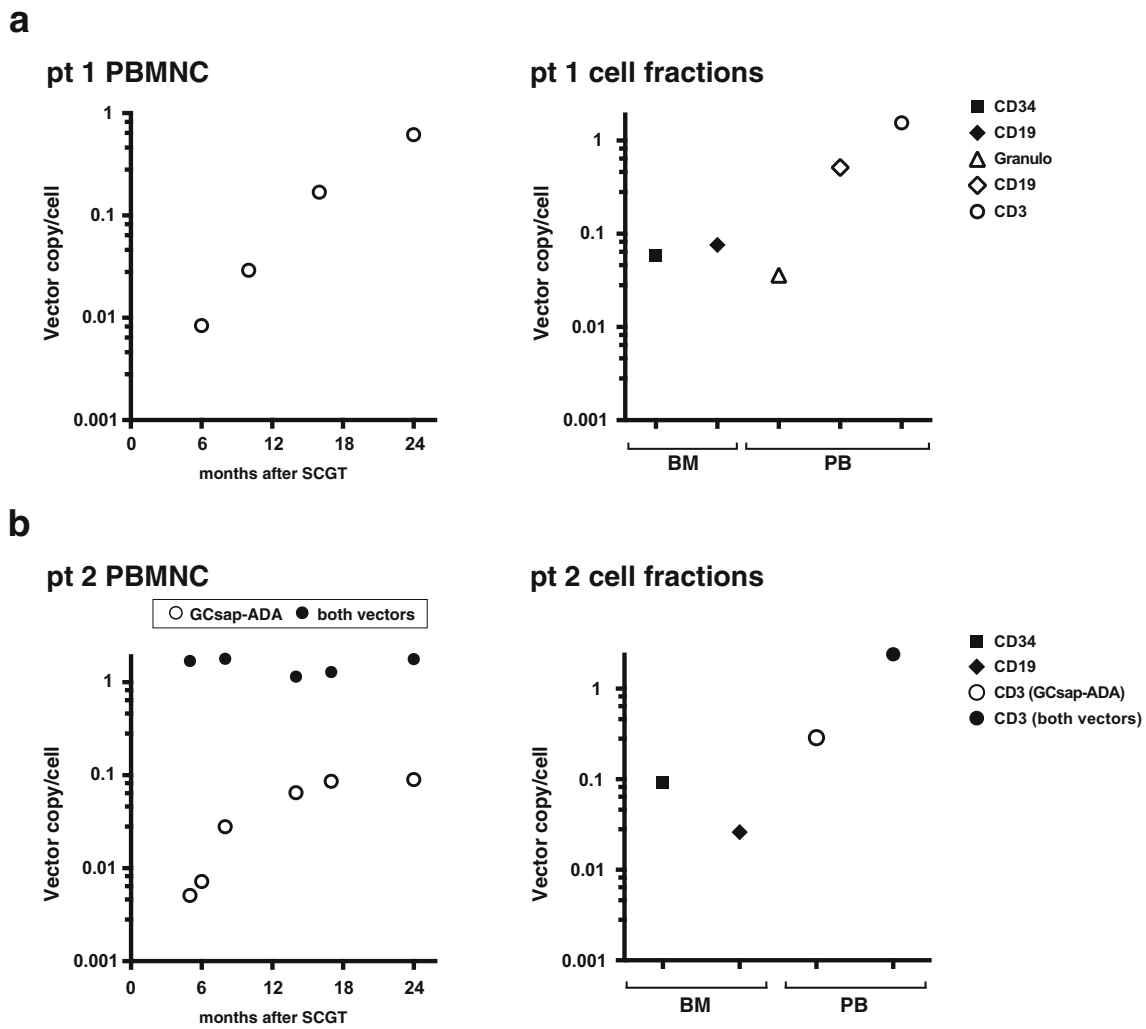 a
pt 1 PBMNC
Vector copy/cell
1
0.1
0.01
0.001
0 6 12 18 24
months after SCGT
pt 1 cell fractions
Vector copy/cell
1
0.1
0.01
0.001
BM PB
CD34
CD19
Granulo
CD19
CD3
b
pt 2 PBMNC
GCsap-ADA both vectors
Vector copy/cell
1
0.1
0.01
0.001
0 6 12 18 24
months after SCGT
pt 2 cell fractions
Vector copy/cell
1
0.1
0.01
0.001
BM PB
CD34
CD19
CD3 (GCsap-ADA)
CD3 (both vectors)